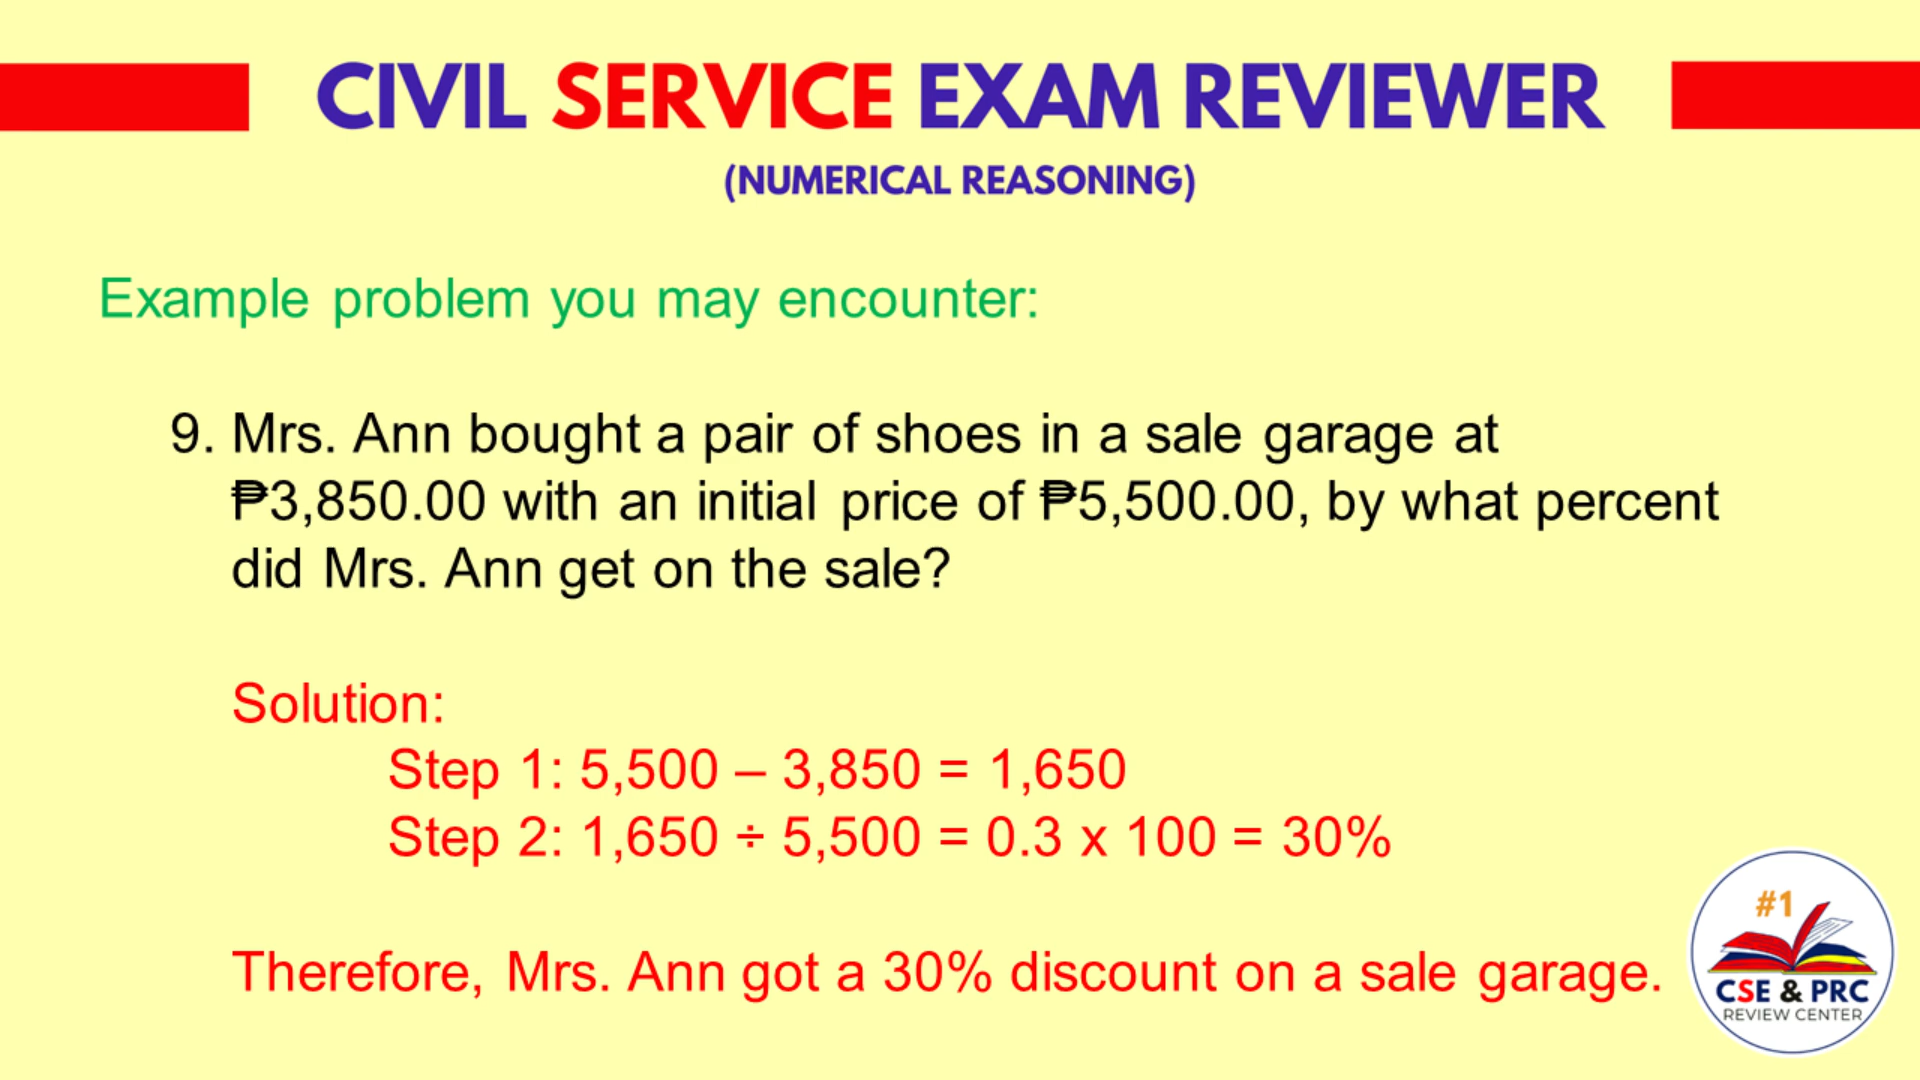 CIVIL SERVICE EXAM REVIEWER
(NUMERICAL REASONING)
Example problem you may encounter:
9. Mrs. Ann bought a pair of shoes in a sale garage at
₱3,850.00 with an initial price of ₱5,500.00, by what percent
did Mrs. Ann get on the sale?
Solution:
Step 1: 5,500 – 3,850 = 1,650
Step 2: 1,650 ÷ 5,500 = 0.3 x 100 = 30%
Therefore, Mrs. Ann got a 30% discount on a sale garage.
#1
CSE & PRC
REVIEW CENTER